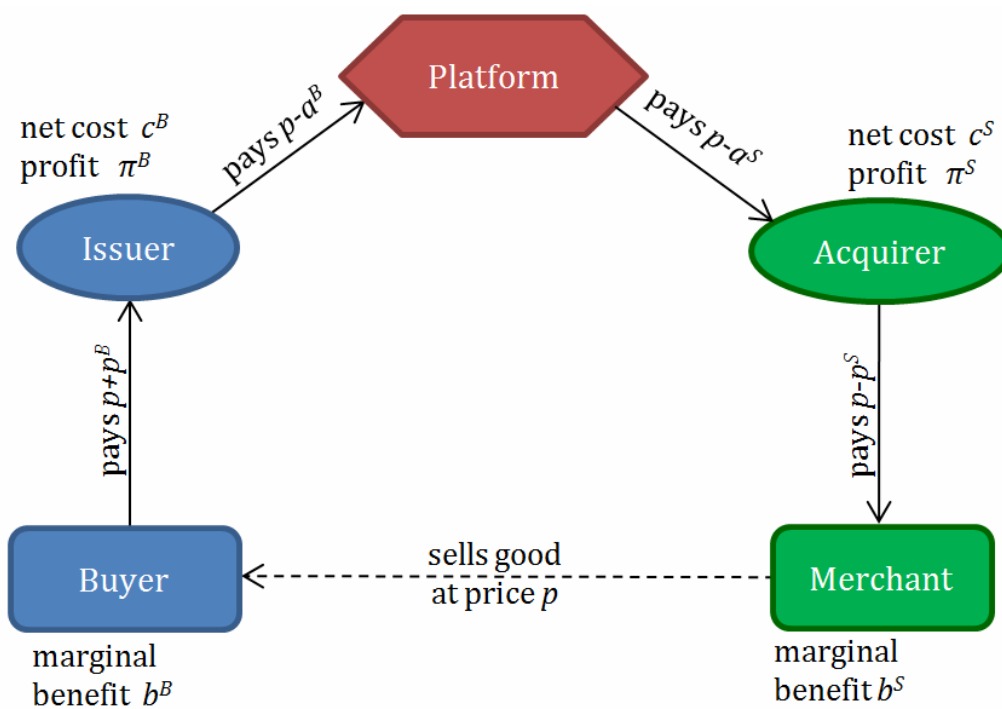 Platform
net cost c^B
profit π^B
pays p-a^B
pays p-a^S
net cost c^S
profit π^S
Issuer
Acquirer
pays p+p^B
pays p-p^S
Buyer
sells good
at price p
Merchant
marginal
benefit b^B
marginal
benefit b^S